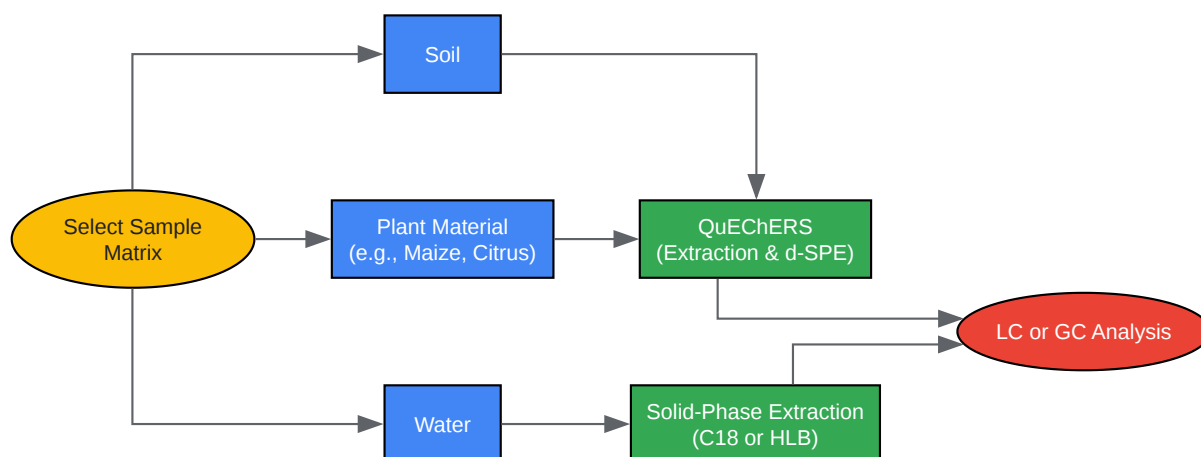 Soil
Select Sample
Matrix
Plant Material
(e.g., Maize, Citrus)
QuEChERS
(Extraction & d-SPE)
LC or GC Analysis
Water
Solid-Phase Extraction
(C18 or HLB)